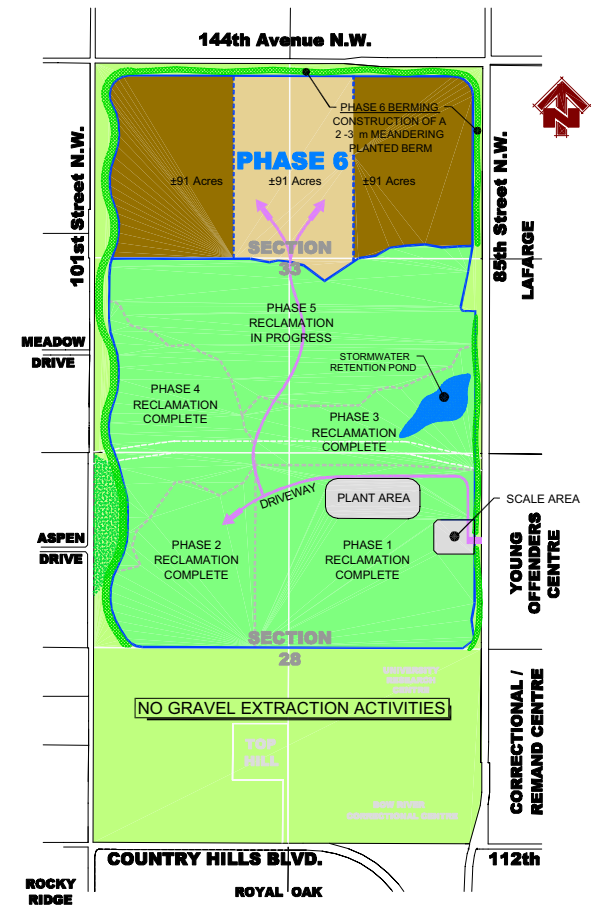 144th Avenue N.W.
PHASE 6 BERMING
CONSTRUCTION OF A
2 -3 m MEANDERING
PLANTED BERM
PHASE 6
±91 Acres
±91 Acres
±91 Acres
101st Street N.W.
85th Street N.W.
LAFARGE
N
SECTION
33
PHASE 5
RECLAMATION
IN PROGRESS
MEADOW
DRIVE
STORMWATER
RETENTION POND
PHASE 4
RECLAMATION
COMPLETE
PHASE 3
RECLAMATION
COMPLETE
DRIVEWAY
PLANT AREA
SCALE AREA
ASPEN
DRIVE
PHASE 2
RECLAMATION
COMPLETE
PHASE 1
RECLAMATION
COMPLETE
YOUNG
OFFENDERS
CENTRE
SECTION
28
NO GRAVEL EXTRACTION ACTIVITIES
TOP
HILL
CORRECTIONAL /
REMAND CENTRE
COUNTRY HILLS BLVD.
112th
ROCKY
RIDGE
ROYAL OAK